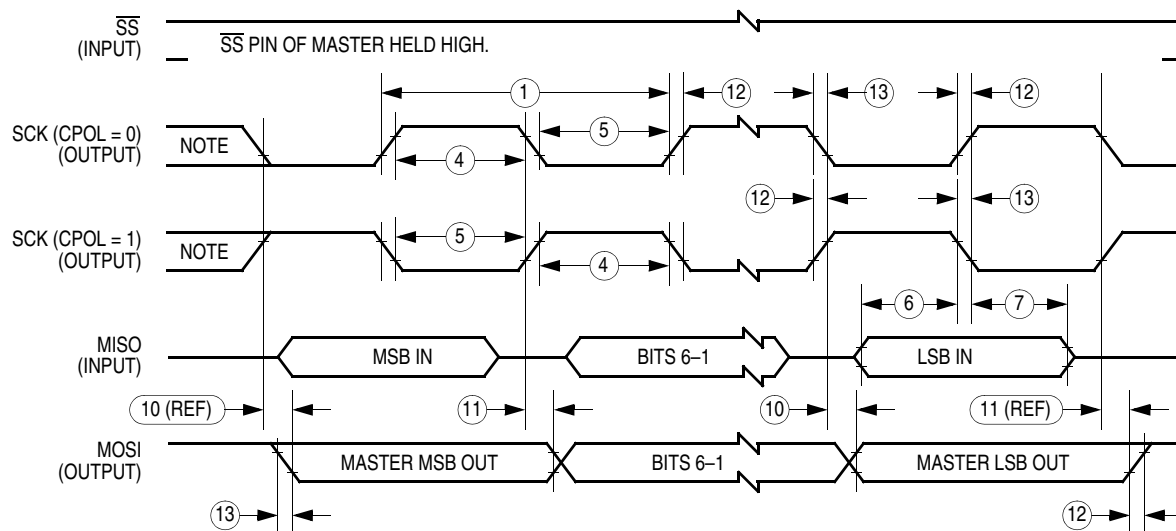 SS
(INPUT)
SS PIN OF MASTER HELD HIGH.
1
12
13
12
SCK (CPOL = 0)
(OUTPUT)
NOTE
5
4
12
13
SCK (CPOL = 1)
(OUTPUT)
NOTE
5
4
6
7
MISO
(INPUT)
MSB IN
BITS 6–1
LSB IN
10 (REF)
11
10
11 (REF)
MOSI
(OUTPUT)
MASTER MSB OUT
BITS 6–1
MASTER LSB OUT
13
12